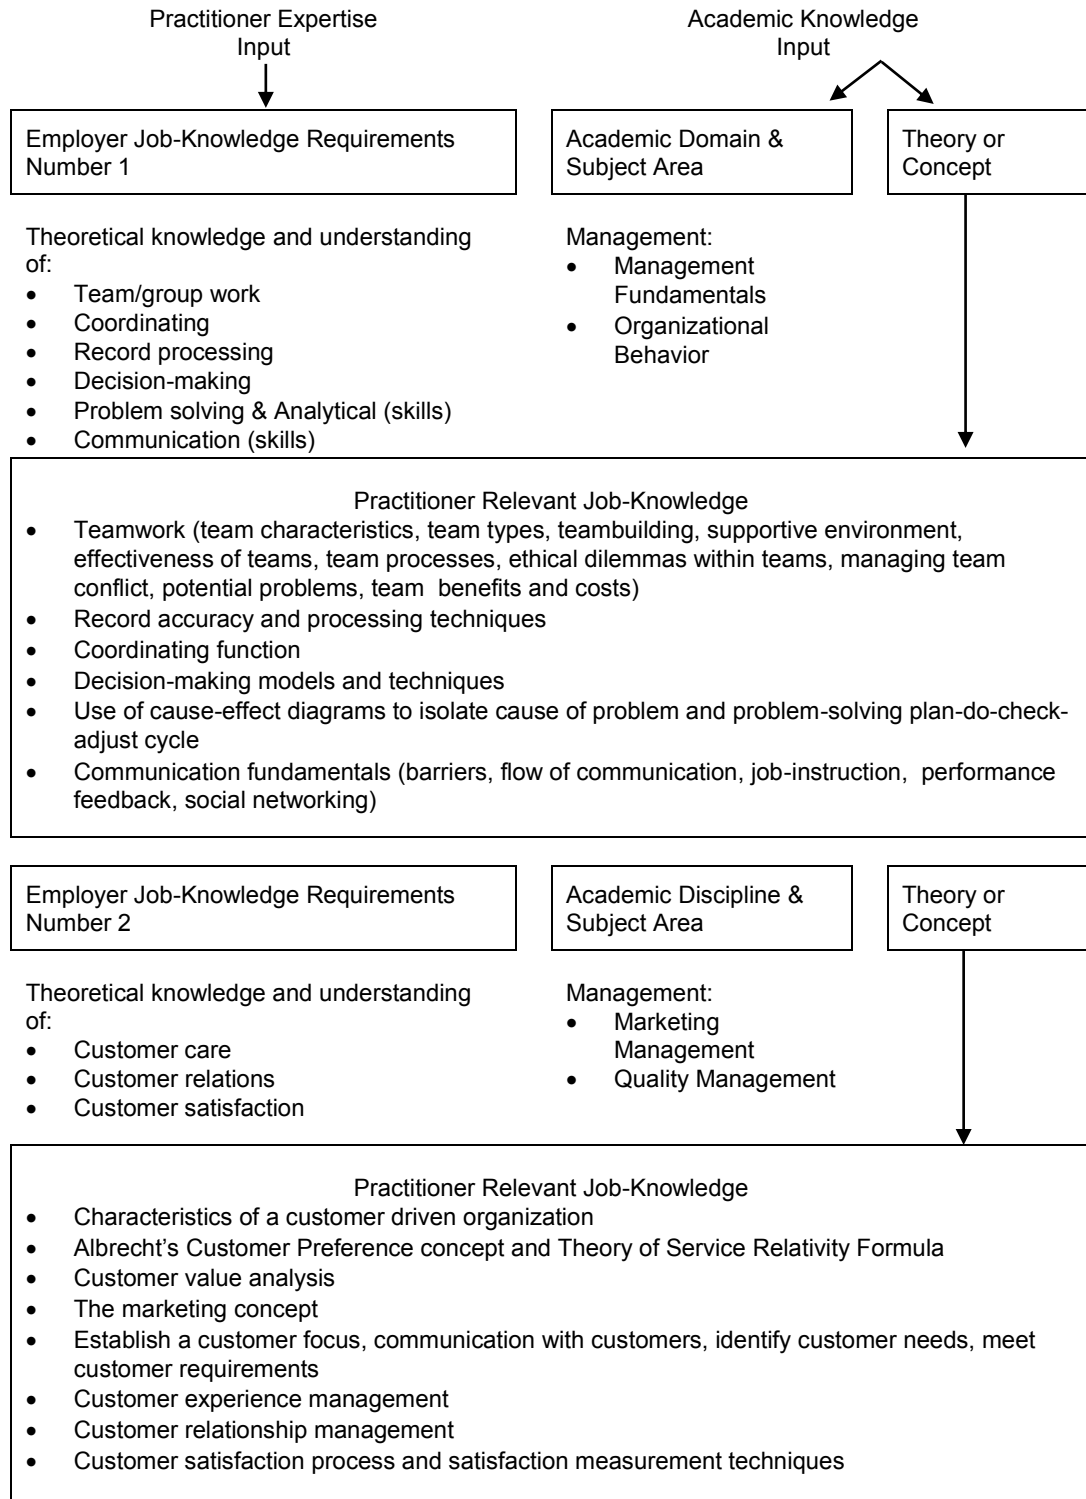 Practitioner Expertise
Input
Academic Knowledge
Input
Employer Job-Knowledge Requirements
Number 1
Academic Domain &
Subject Area
Theory or
Concept
Theoretical knowledge and understanding
of:
• Team/group work
• Coordinating
• Record processing
• Decision-making
• Problem solving & Analytical (skills)
• Communication (skills)
Management:
• Management
Fundamentals
• Organizational
Behavior
Practitioner Relevant Job-Knowledge
• Teamwork (team characteristics, team types, teambuilding, supportive environment,
effectiveness of teams, team processes, ethical dilemmas within teams, managing team
conflict, potential problems, team benefits and costs)
• Record accuracy and processing techniques
• Coordinating function
• Decision-making models and techniques
• Use of cause-effect diagrams to isolate cause of problem and problem-solving plan-do-check-
adjust cycle
• Communication fundamentals (barriers, flow of communication, job-instruction, performance
feedback, social networking)
Employer Job-Knowledge Requirements
Number 2
Academic Discipline &
Subject Area
Theory or
Concept
Theoretical knowledge and understanding
of:
• Customer care
• Customer relations
• Customer satisfaction
Management:
• Marketing
Management
• Quality Management
Practitioner Relevant Job-Knowledge
• Characteristics of a customer driven organization
• Albrecht’s Customer Preference concept and Theory of Service Relativity Formula
• Customer value analysis
• The marketing concept
• Establish a customer focus, communication with customers, identify customer needs, meet
customer requirements
• Customer experience management
• Customer relationship management
• Customer satisfaction process and satisfaction measurement techniques